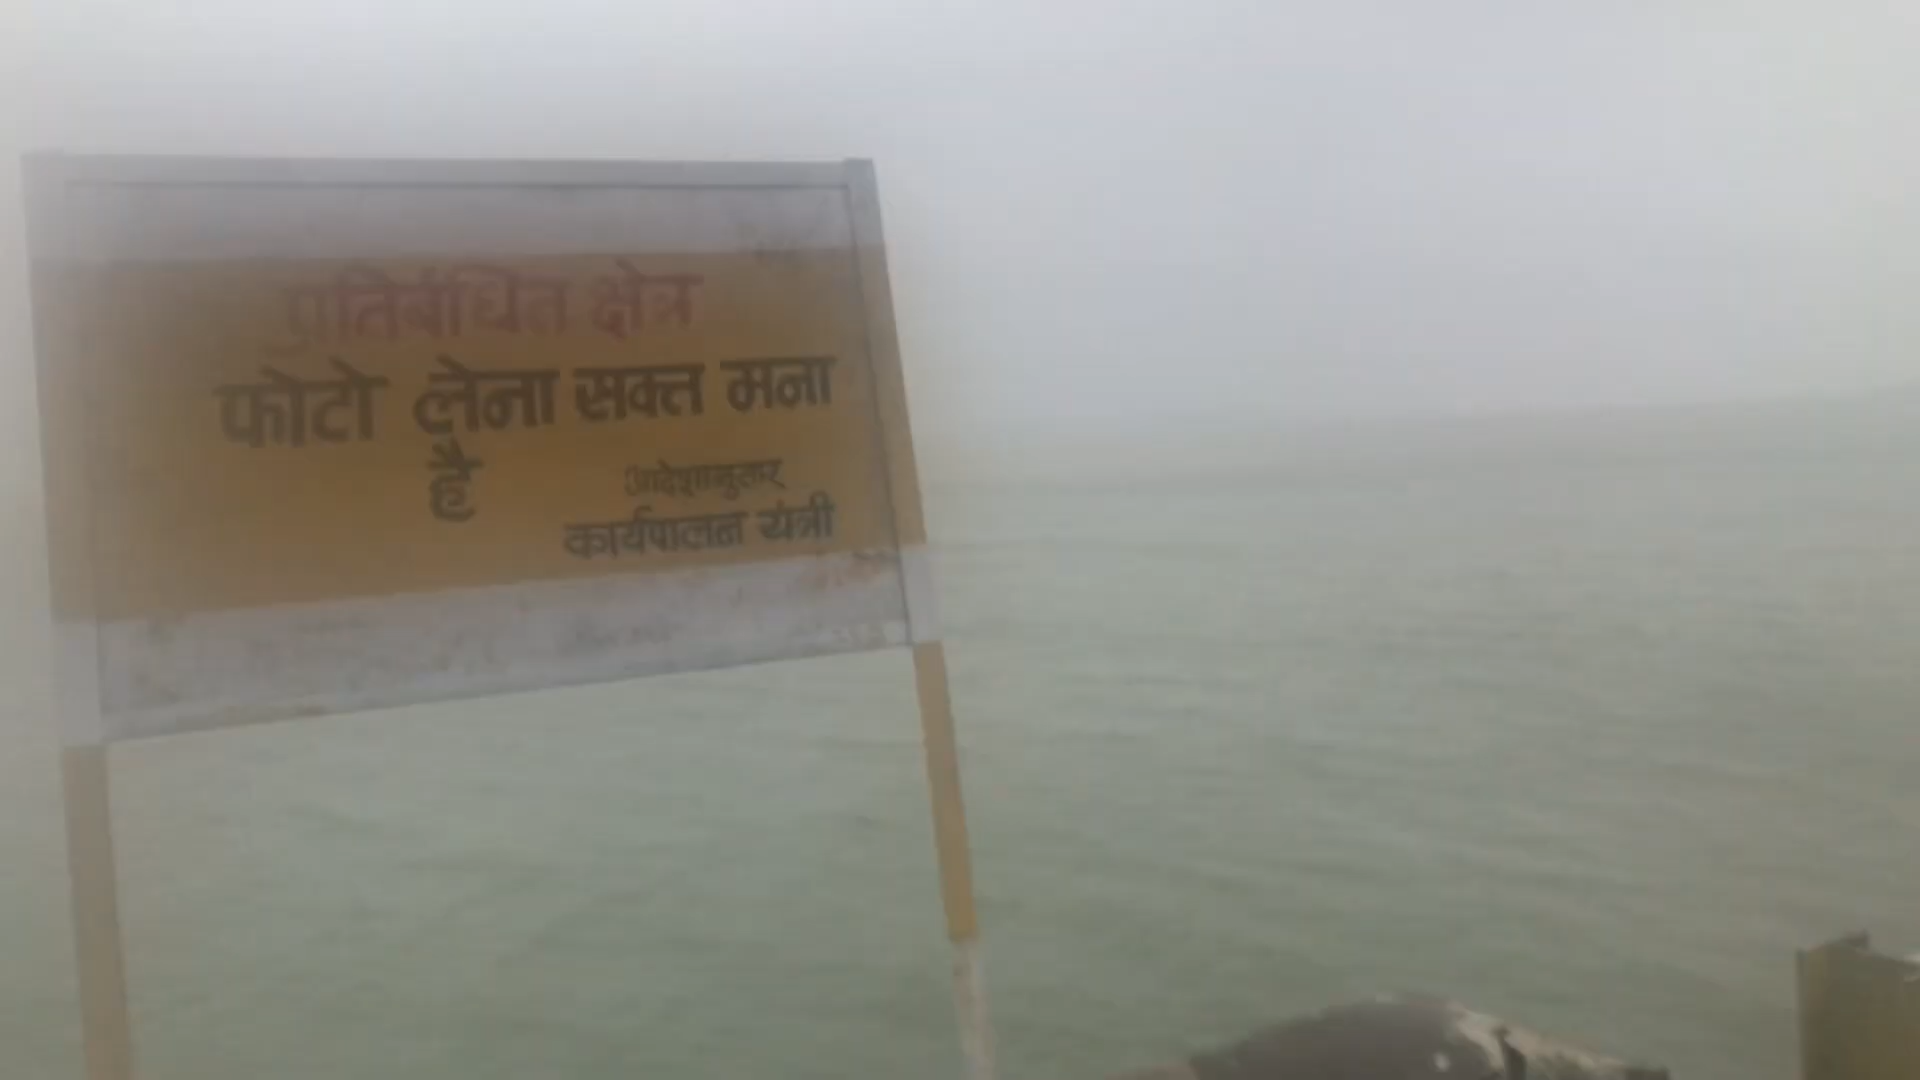 प्रतिबंधित क्षेत्र
फोटो लेना सक्त मना
है
आदेशानुसार
कार्यपालन यंत्री